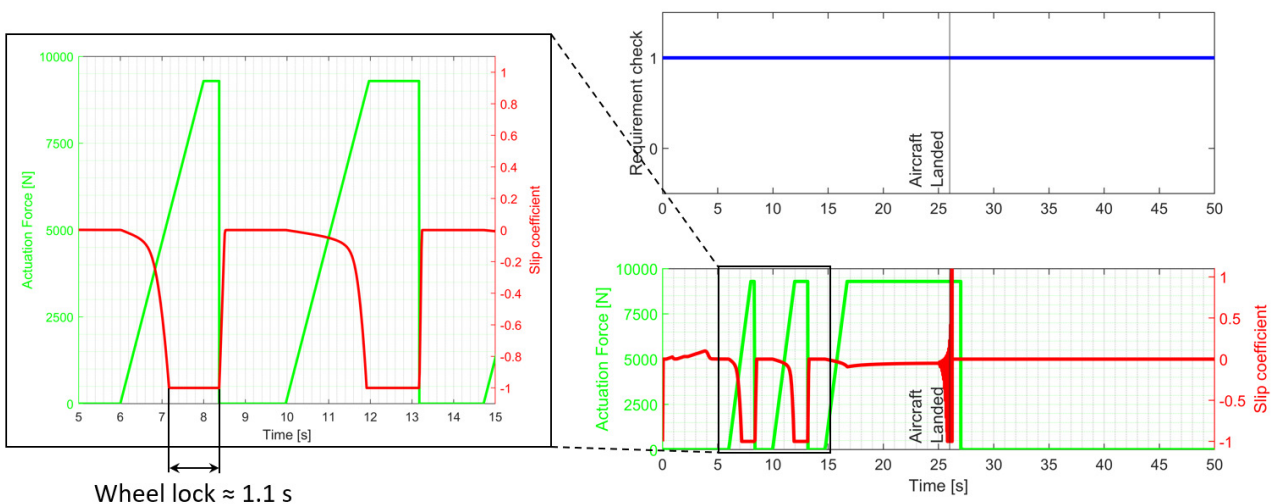 10000
7500
5000
2500
0
Actuation Force [N]
1
0.8
0.6
0.4
0.2
0
-0.2
-0.4
-0.6
-0.8
-1
Slip coefficient
5 6 7 8 9 10 11 12 13 14 15
Time [s]
Wheel lock ≈ 1.1 s
Requirement check
1
0
Aircraft
Landed
0 5 10 15 20 25 30 35 40 45 50
Actuation Force [N]
10000
7500
5000
2500
0
Aircraft
Landed
1
0.5
0
-0.5
-1
Slip coefficient
0 5 10 15 20 25 30 35 40 45 50
Time [s]